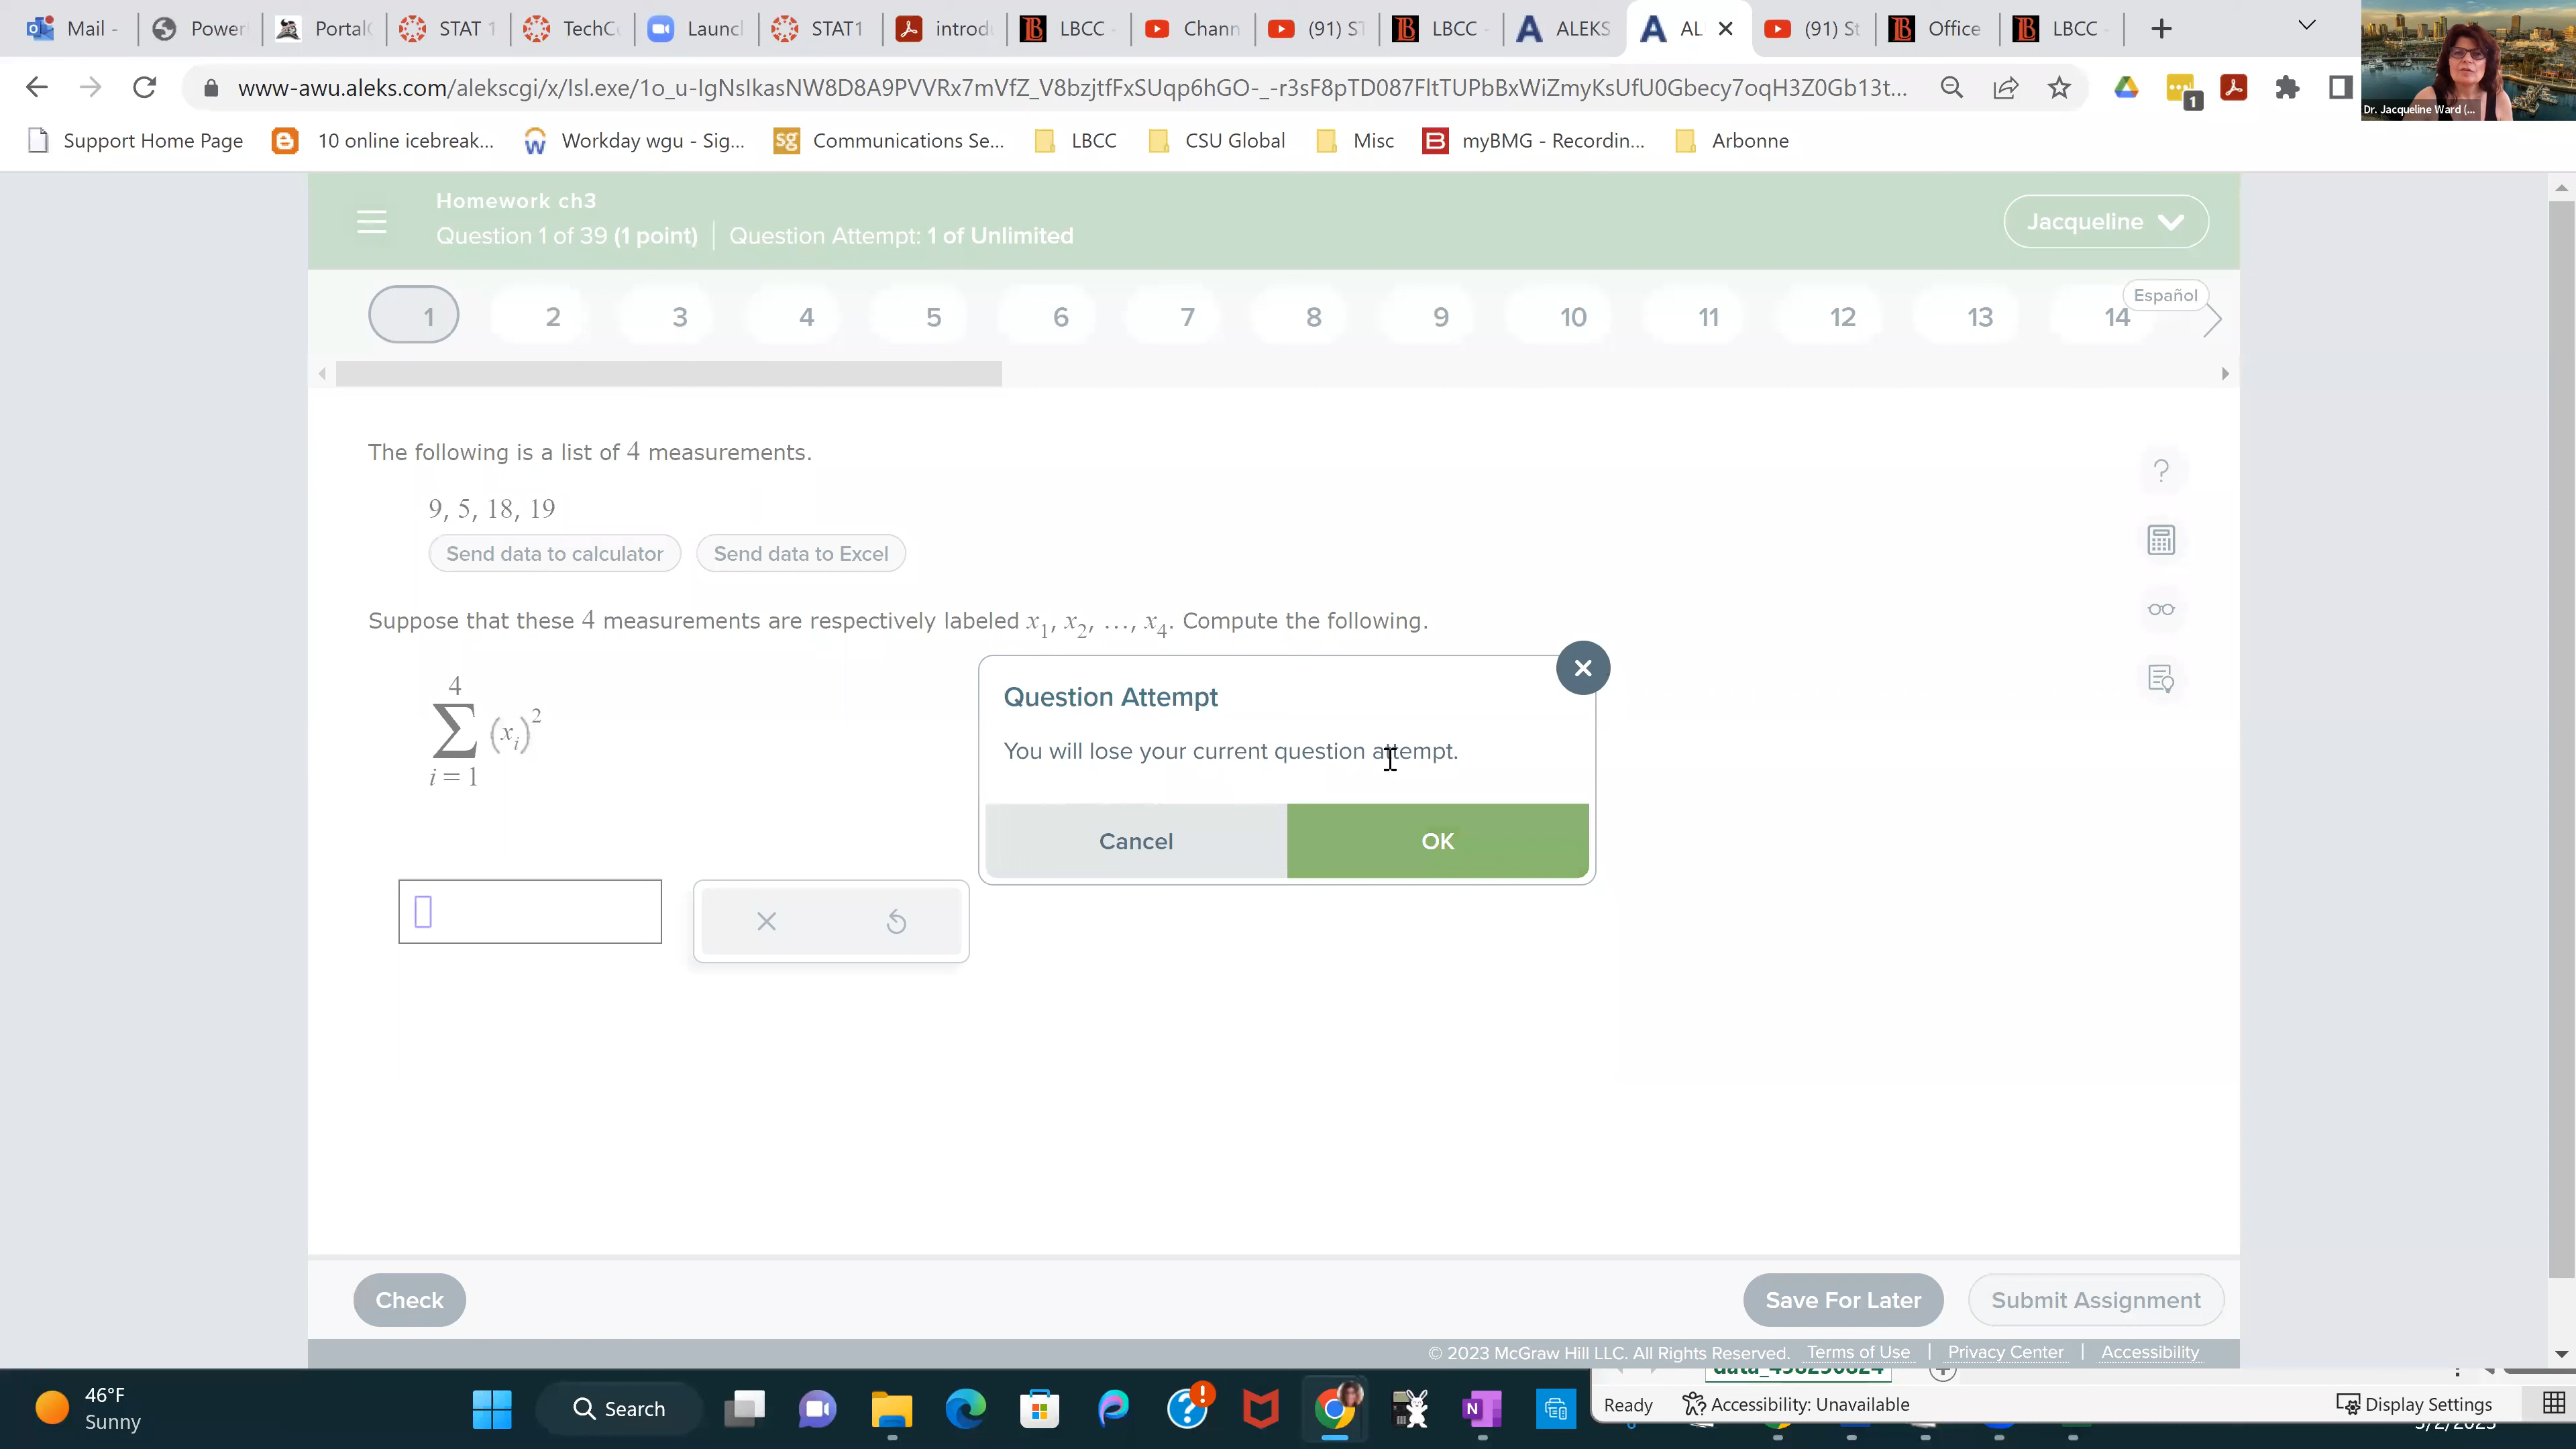 Mail -
Power
Portal
STAT 1
TechC
Launc
STAT1
introd
LBCC -
Chann
(91) ST
LBCC -
ALEKS
AL
(91) St
Office
LBCC -
www-awu.aleks.com/alekscgi/x/Isl.exe/1o_u-IgNsIkasNW8D8A9PVVRx7mVfZ_V8bzjtfFxSUqp6hGO-_-r3sF8pTD087FltTUPbBxWiZmyKsUfU0Gbecy7oqH3Z0Gb13t...
1
Dr. Jacqueline Ward (...
Support Home Page
10 online icebreak...
Workday wgu - Sig...
sg Communications Se...
LBCC
CSU Global
Misc
myBMG - Recordin...
Arbonne
Homework ch3
Question 1 of 39 (1 point) | Question Attempt: 1 of Unlimited
Jacqueline
Español
1 2 3 4 5 6 7 8 9 10 11 12 13 14
The following is a list of 4 measurements.
9, 5, 18, 19
Send data to calculator
Send data to Excel
Suppose that these 4 measurements are respectively labeled x₁, x₂, ..., x₄. Compute the following.
4
∑ (xᵢ)²
i = 1
Question Attempt
You will lose your current question attempt.
Cancel
OK
Check
Save For Later
Submit Assignment
© 2023 McGraw Hill LLC. All Rights Reserved. Terms of Use | Privacy Center | Accessibility
46°F
Sunny
Search
Ready
Accessibility: Unavailable
Display Settings